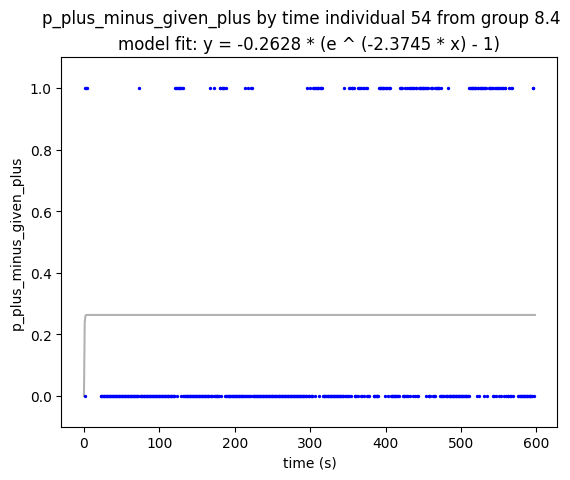 p_plus_minus_given_plus by time individual 54 from group 8.4
model fit: y = -0.2628 * (e ^ (-2.3745 * x) - 1)
1.0
0.8
0.6
0.4
0.2
0.0
p_plus_minus_given_plus
0 100 200 300 400 500 600
time (s)